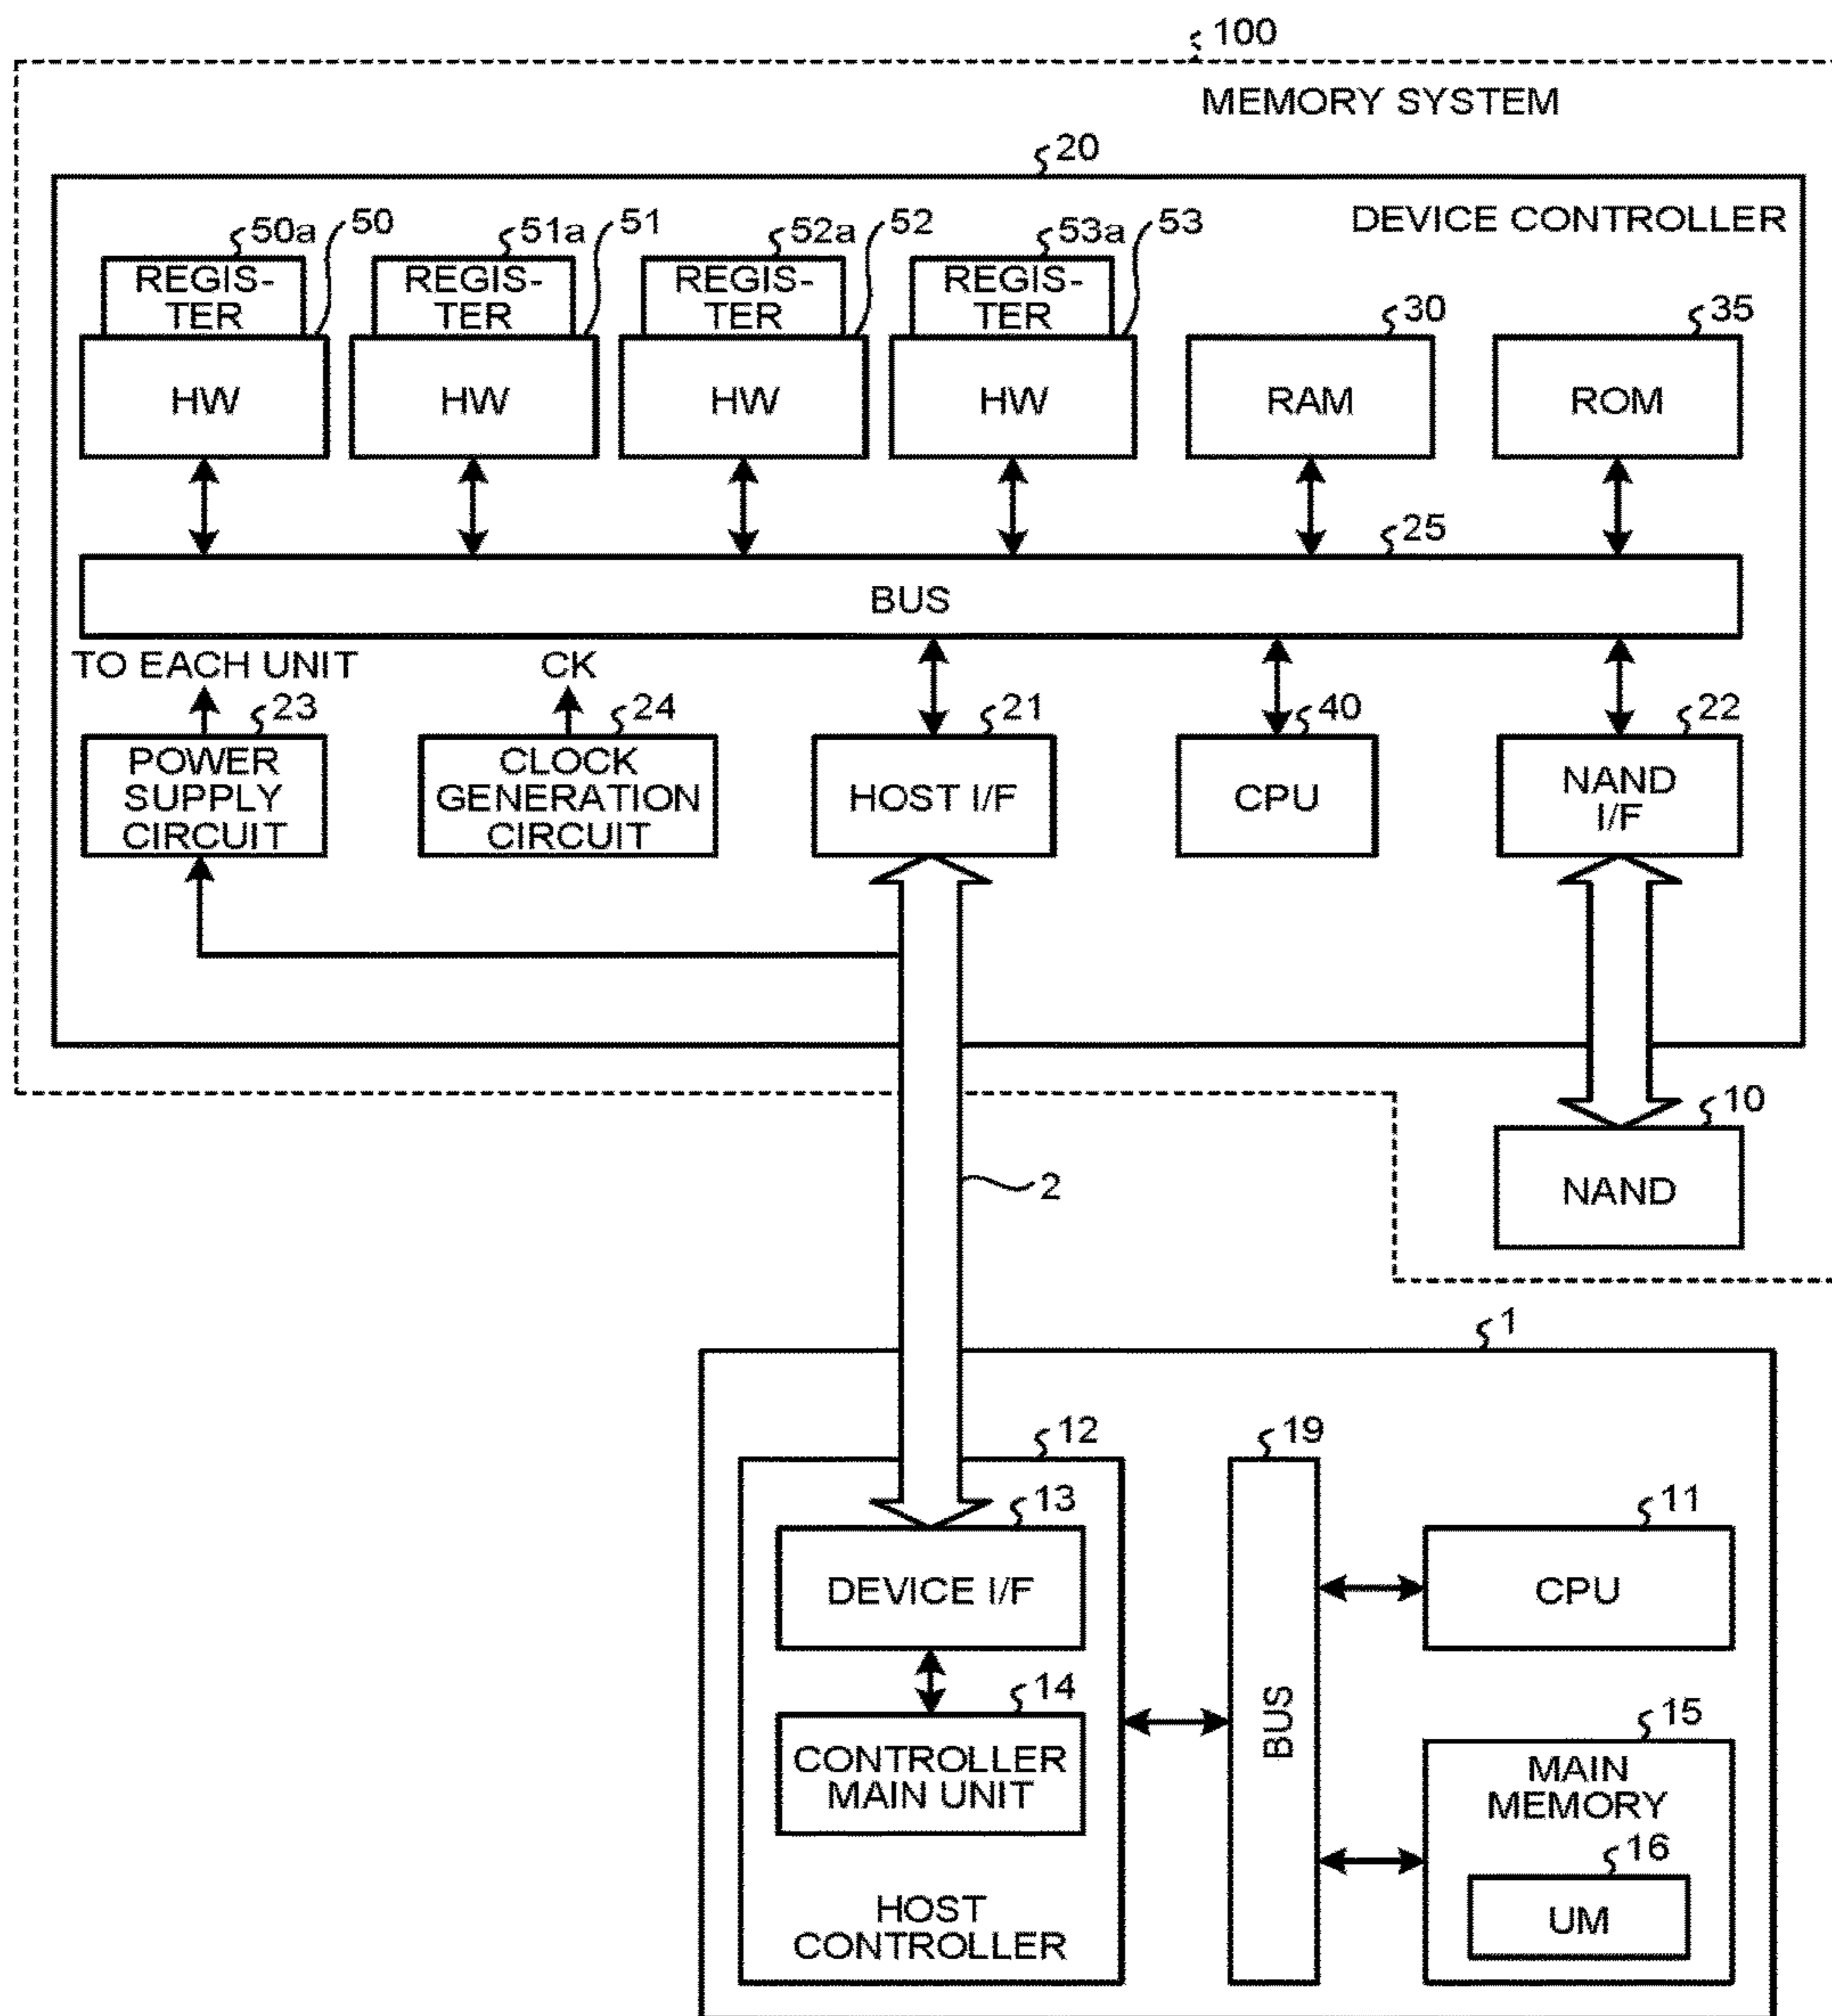 100
MEMORY SYSTEM
20
DEVICE CONTROLLER
50a 50 51a 51 52a 52 53a 53
REGIS-
TER
REGIS-
TER
REGIS-
TER
REGIS-
TER
30 35
HW HW HW HW RAM ROM
25
BUS
TO EACH UNIT CK
23 24 21 40 22
POWER
SUPPLY
CIRCUIT
CLOCK
GENERATION
CIRCUIT
HOST I/F
CPU
NAND
I/F
10
NAND
2
1
12 19
13 11
DEVICE I/F
CPU
14
CONTROLLER
MAIN UNIT
BUS
15
MAIN
MEMORY
16
UM
HOST
CONTROLLER